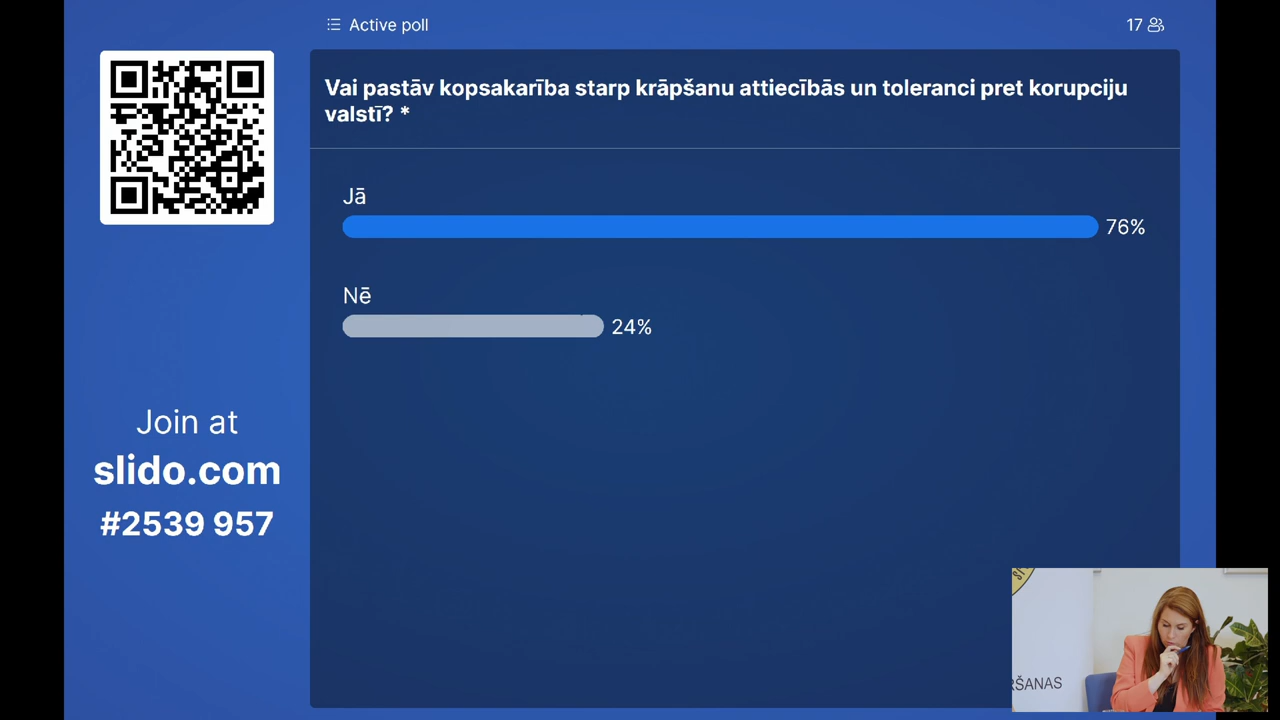 Active poll
17
Vai pastāv kopsakarība starp krāpšanu attiecībās un toleranci pret korupciju
valstī? *
Jā
76%
Nē
24%
Join at
slido.com
#2539 957
RŠANAS